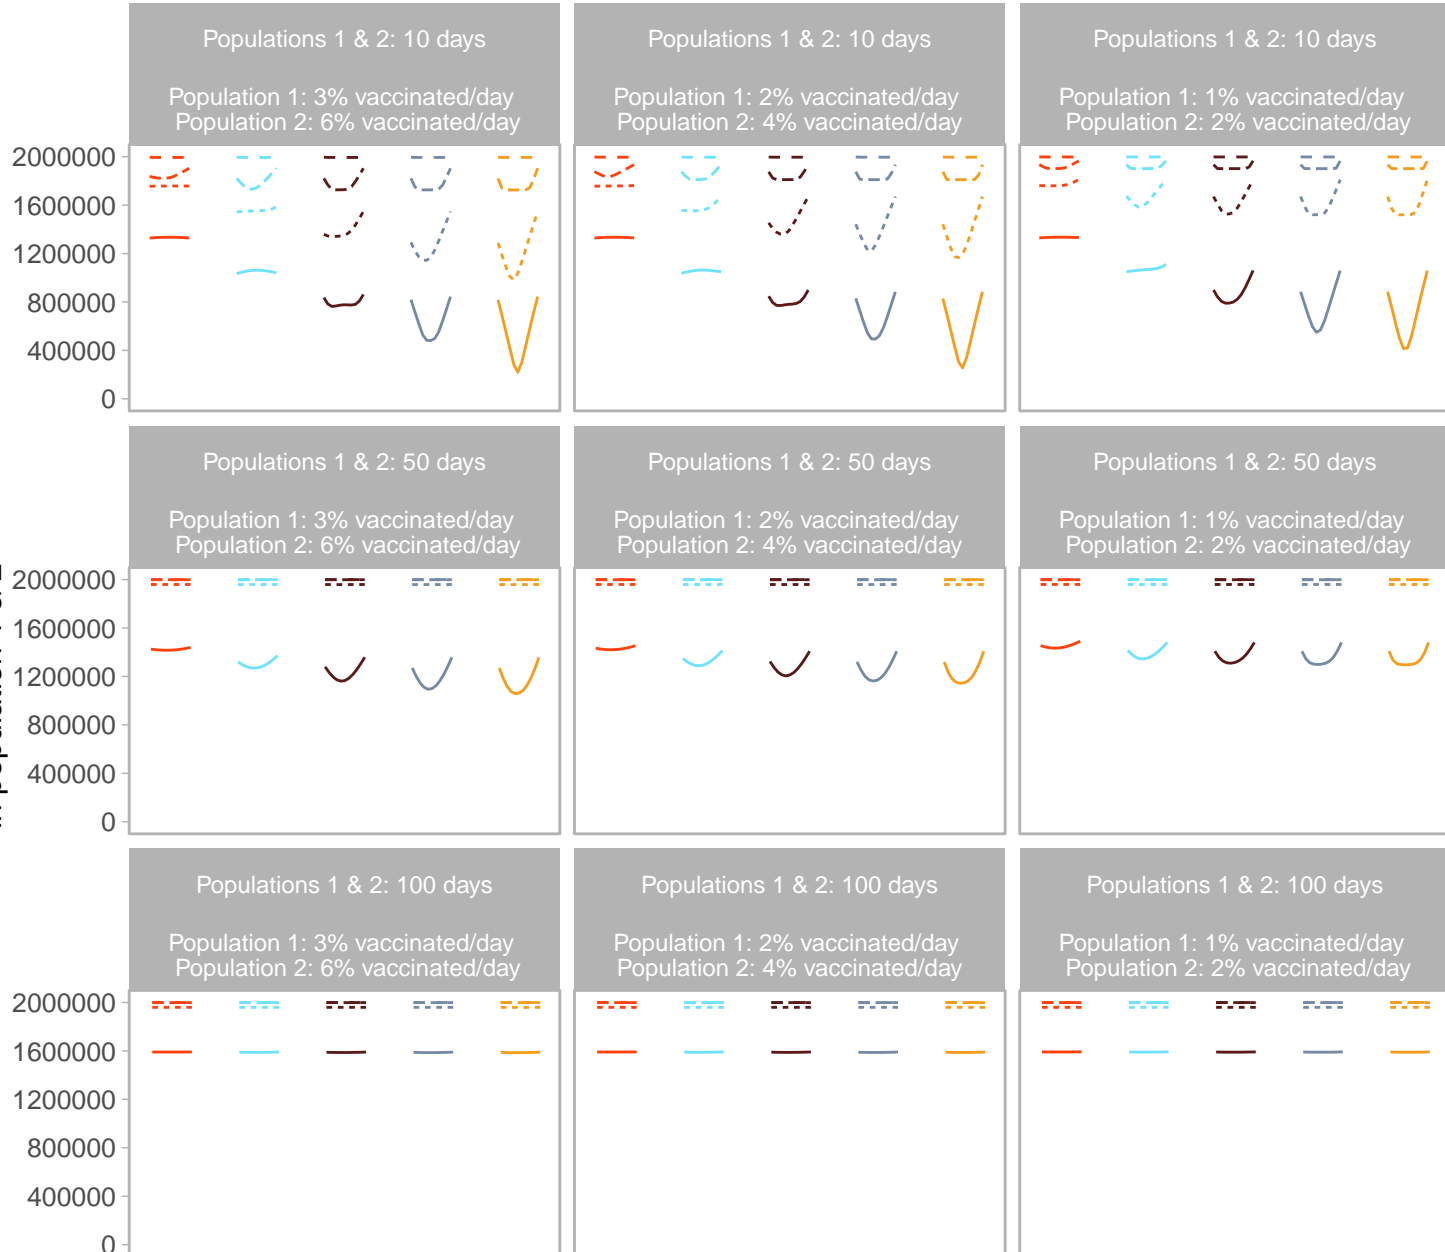 Populations 1 & 2: 10 days
Population 1: 3% vaccinated/day
Population 2: 6% vaccinated/day
Populations 1 & 2: 10 days
Population 1: 2% vaccinated/day
Population 2: 4% vaccinated/day
Populations 1 & 2: 10 days
Population 1: 1% vaccinated/day
Population 2: 2% vaccinated/day
2000000
1600000
1200000
800000
400000
0
Populations 1 & 2: 50 days
Population 1: 3% vaccinated/day
Population 2: 6% vaccinated/day
Populations 1 & 2: 50 days
Population 1: 2% vaccinated/day
Population 2: 4% vaccinated/day
Populations 1 & 2: 50 days
Population 1: 1% vaccinated/day
Population 2: 2% vaccinated/day
2000000
1600000
1200000
800000
400000
0
Populations 1 & 2: 100 days
Population 1: 3% vaccinated/day
Population 2: 6% vaccinated/day
Populations 1 & 2: 100 days
Population 1: 2% vaccinated/day
Population 2: 4% vaccinated/day
Populations 1 & 2: 100 days
Population 1: 1% vaccinated/day
Population 2: 2% vaccinated/day
2000000
1600000
1200000
800000
400000
0